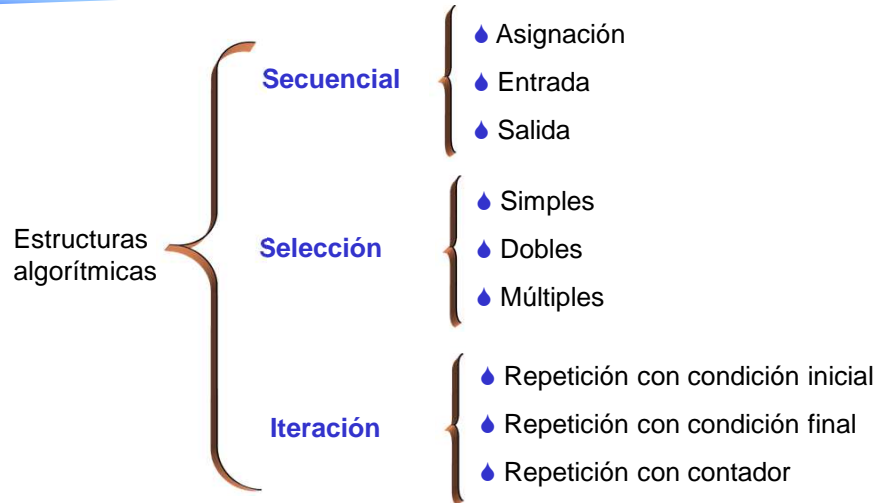 Estructuras
algorítmicas
Secuencial
Asignación
Entrada
Salida
Selección
Simples
Dobles
Múltiples
Iteración
Repetición con condición inicial
Repetición con condición final
Repetición con contador